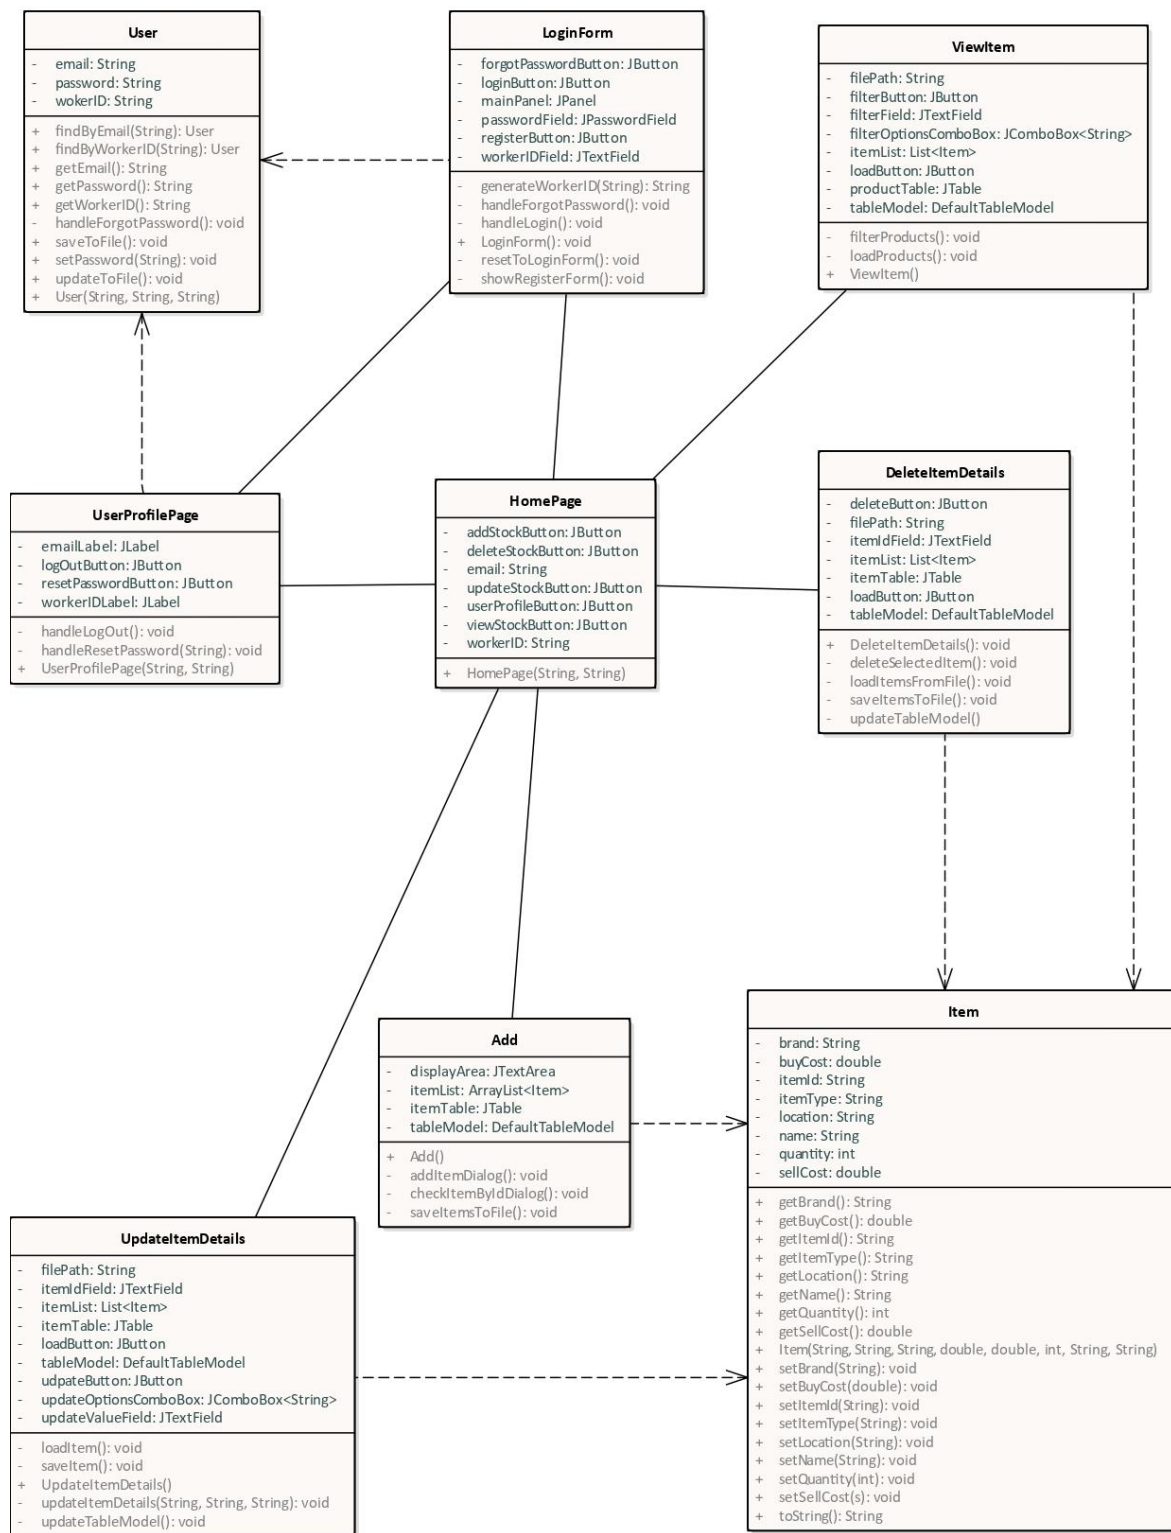 User
- email: String
- password: String
- wokerID: String
+ findByEmail(String): User
+ findByWorkerID(String): User
+ getEmail(): String
+ getPassword(): String
+ getWorkerID(): String
- handleForgotPassword(): void
+ saveToFile(): void
+ setPassword(String): void
+ updateToFile(): void
+ User(String, String, String)
LoginForm
- forgotPasswordButton: JButton
- loginButton: JButton
- mainPanel: JPanel
- passwordField: JPasswordField
- registerButton: JButton
- workerIDField: JTextField
- generateWorkerID(String): String
- handleForgotPassword(): void
- handleLogin(): void
+ LoginForm(): void
- resetToLoginForm(): void
- showRegisterForm(): void
ViewItem
- filePath: String
- filterButton: JButton
- filterField: JTextField
- filterOptionsComboBox: JComboBox<String>
- itemList: List<Item>
- loadButton: JButton
- productTable: JTable
- tableModel: DefaultTableModel
- filterProducts(): void
- loadProducts(): void
+ ViewItem()
UserProfilePage
- emailLabel: JLabel
- logOutButton: JButton
- resetPasswordButton: JButton
- workerIDLabel: JLabel
- handleLogOut(): void
- handleResetPassword(String): void
+ UserProfilePage(String, String)
HomePage
- addStockButton: JButton
- deleteStockButton: JButton
- email: String
- updateStockButton: JButton
- userProfileButton: JButton
- viewStockButton: JButton
- workerID: String
+ HomePage(String, String)
DeleteItemDetails
- deleteButton: JButton
- filePath: String
- itemIdField: JTextField
- itemList: List<Item>
- itemTable: JTable
- loadButton: JButton
- tableModel: DefaultTableModel
+ DeleteItemDetails(): void
- deleteSelectedItem(): void
- loadItemsFromFile(): void
- saveItemsToFile(): void
- updateTableModel()
Add
- displayArea: JTextArea
- itemList: ArrayList<Item>
- itemTable: JTable
- tableModel: DefaultTableModel
+ Add()
- addItemDialog(): void
- checkItemByIdDialog(): void
- saveItemsToFile(): void
Item
- brand: String
- buyCost: double
- itemId: String
- itemType: String
- location: String
- name: String
- quantity: int
- sellCost: double
+ getBrand(): String
+ getBuyCost(): double
+ getItemId(): String
+ getItemType(): String
+ getLocation(): String
+ getName(): String
+ getQuantity(): int
+ getSellCost(): double
+ Item(String, String, String, double, double, int, String, String)
+ setBrand(String): void
+ setBuyCost(double): void
+ setItemId(String): void
+ setItemType(String): void
+ setLocation(String): void
+ setName(String): void
+ setQuantity(int): void
+ setSellCost(s): void
+ toString(): String
UpdateItemDetails
- filePath: String
- itemIdField: JTextField
- itemList: List<Item>
- itemTable: JTable
- loadButton: JButton
- tableModel: DefaultTableModel
- udpateButton: JButton
- updateOptionsComboBox: JComboBox<String>
- updateValueField: JTextField
- loadItem(): void
- saveItem(): void
+ UpdateItemDetails()
- updateItemDetails(String, String, String): void
- updateTableModel(): void